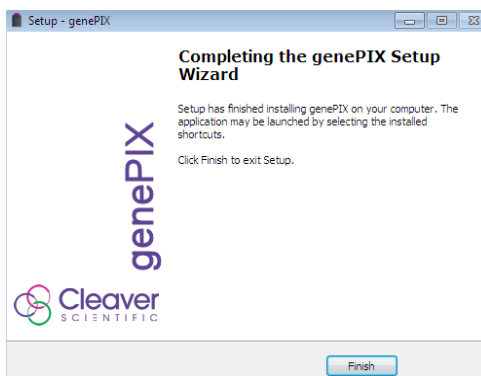 Setup - genePIX
Completing the genePIX Setup
Wizard
Setup has finished installing genePIX on your computer. The
application may be launched by selecting the installed
shortcuts.
Click Finish to exit Setup.
genePIX
Cleaver
SCIENTIFIC
Finish